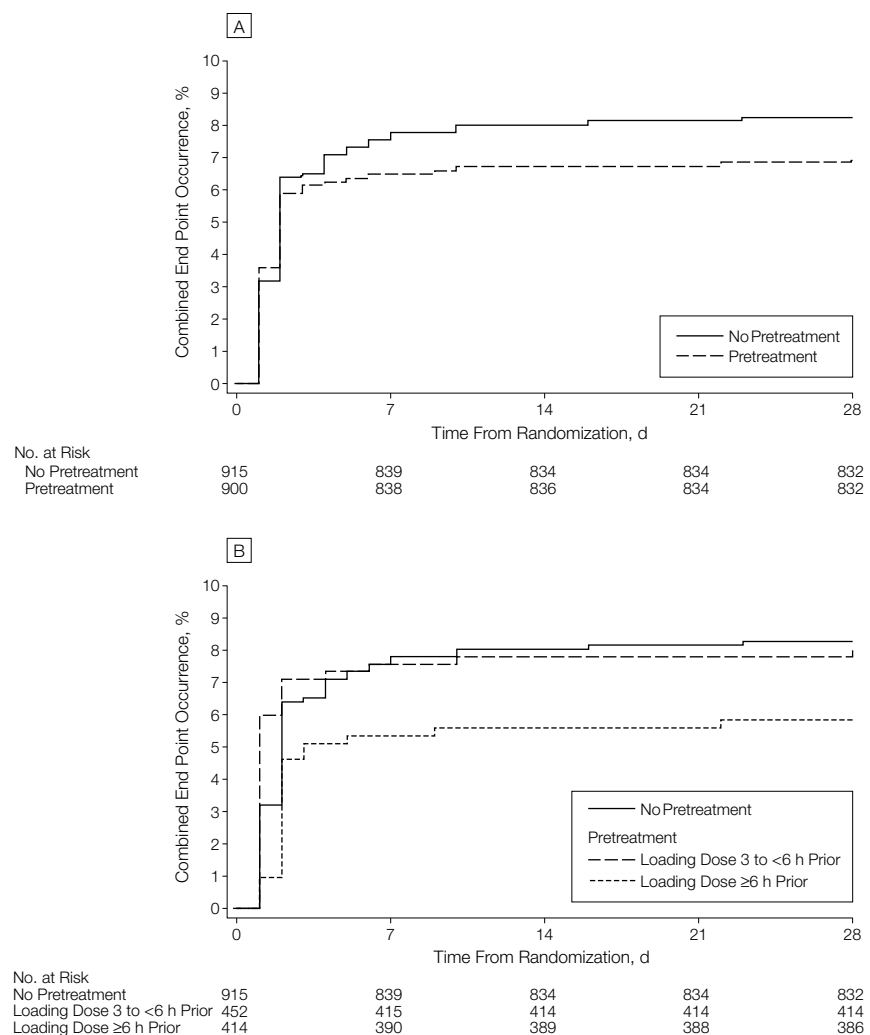 A
10
9
8
7
6
5
4
3
2
1
0
Combined End Point Occurrence, %
No Pretreatment
Pretreatment
0 7 14 21 28
Time From Randomization, d
No. at Risk
No Pretreatment 915 839 834 834 832
Pretreatment 900 838 836 834 832
B
10
9
8
7
6
5
4
3
2
1
0
Combined End Point Occurrence, %
No Pretreatment
Pretreatment
Loading Dose 3 to <6 h Prior
Loading Dose ≥6 h Prior
0 7 14 21 28
Time From Randomization, d
No. at Risk
No Pretreatment 915 839 834 834 832
Loading Dose 3 to <6 h Prior 452 415 414 414 414
Loading Dose ≥6 h Prior 414 390 389 388 386